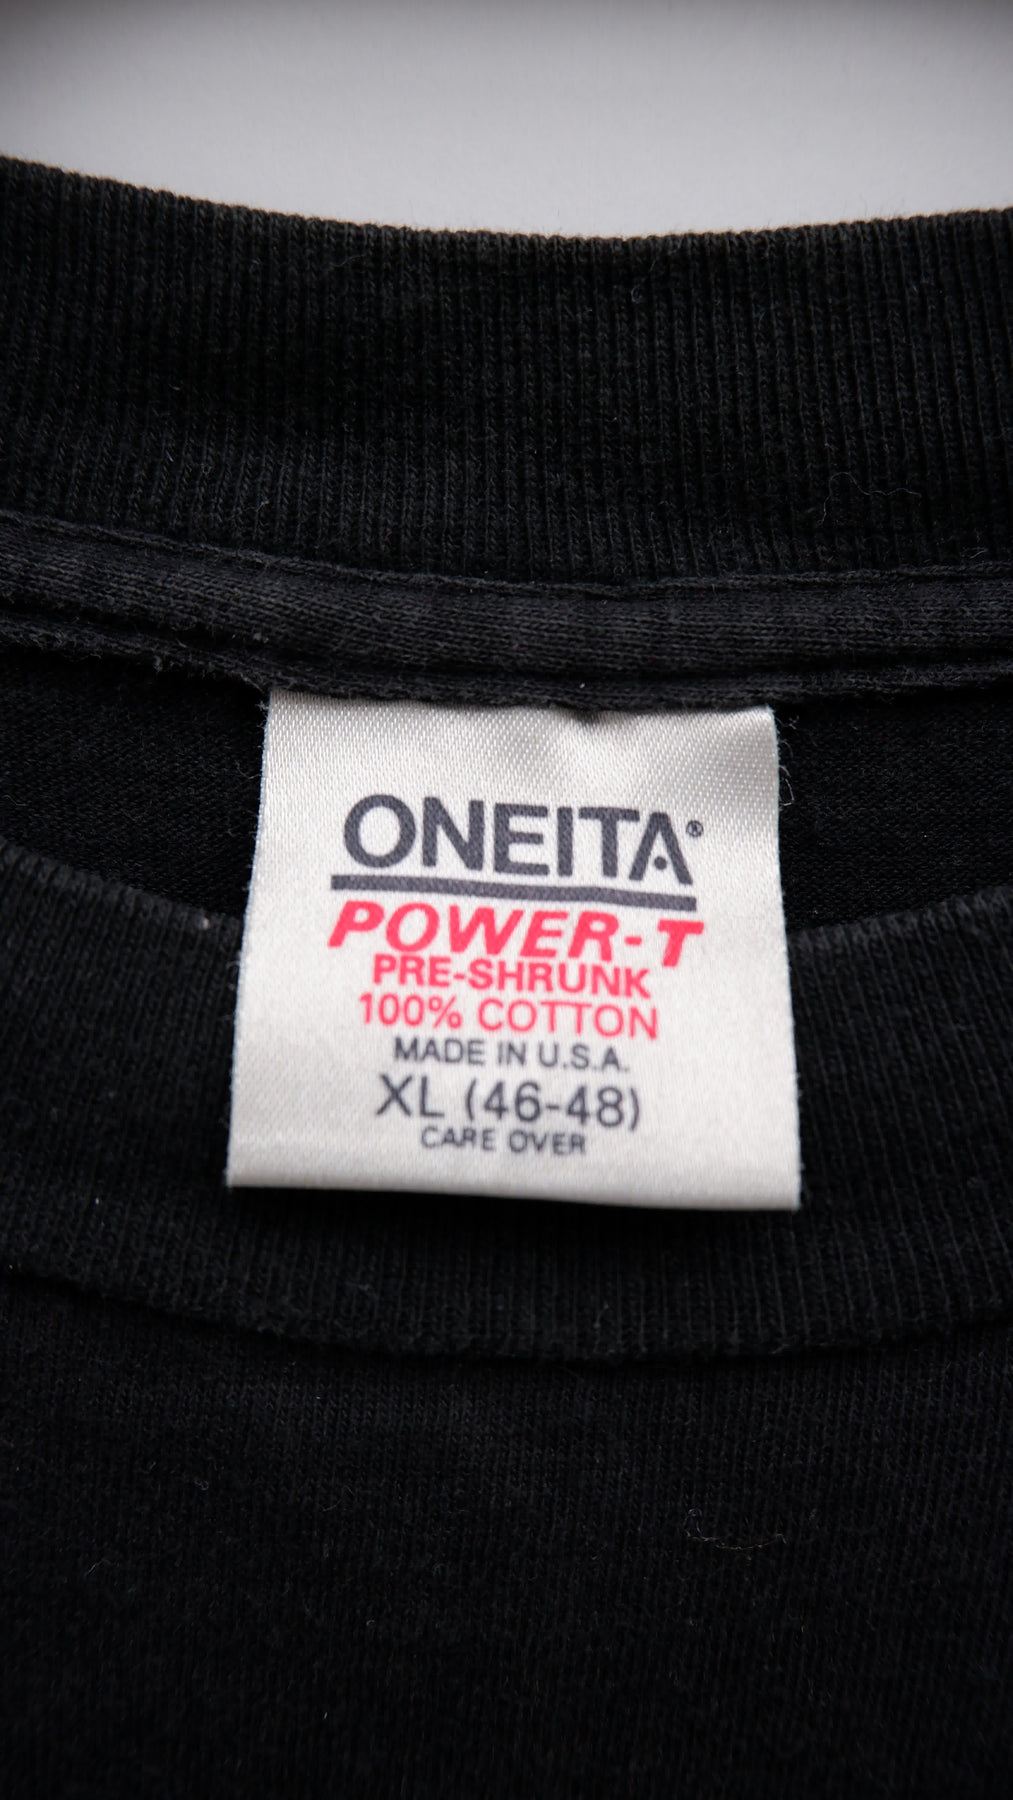 ONEITA®
POWER-T
PRE-SHRUNK
100% COTTON
MADE IN U.S.A.
XL (46-48)
CARE OVER